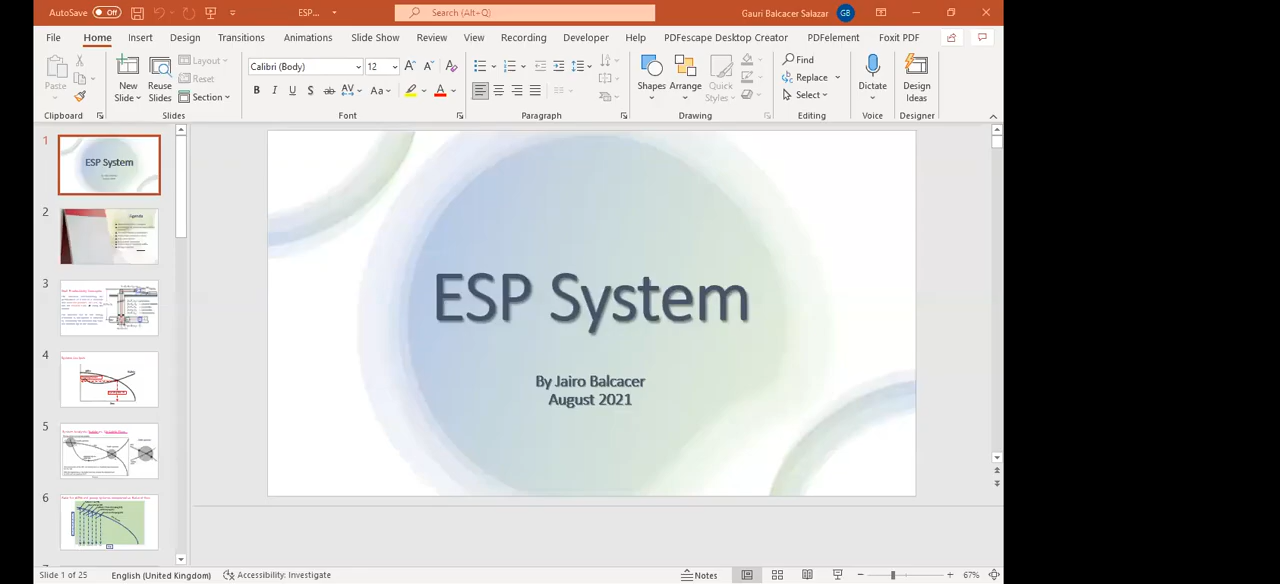 AutoSave Off ESP... Search (Alt+Q) Gauri Balcacer Salazar GB
File Home Insert Design Transitions Animations Slide Show Review View Recording Developer Help PDFescape Desktop Creator PDFelement Foxit PDF
Paste New Slide Reuse Slides Layout Reset Section Calibri (Body) 12 Shapes Arrange Quick Styles Find Replace Select Dictate Design Ideas
Clipboard Slides Font Paragraph Drawing Editing Voice Designer
1
ESP System
2
Agenda
3
4
5
6
ESP System
By Jairo Balcacer
August 2021
Slide 1 of 25 English (United Kingdom) Accessibility: Investigate Notes 67%